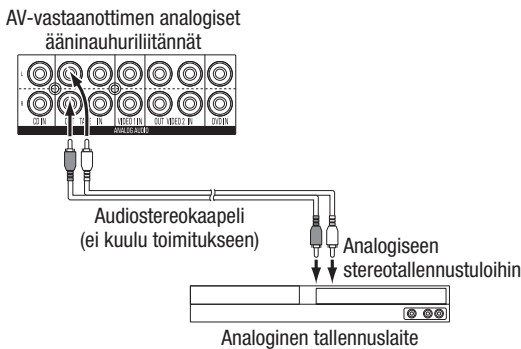 AV-vastaanottimen analogiset
ääninauhuriliitännät
L
R
CD IN OUT TAPE IN VIDEO 1 IN OUT VIDEO 2 IN DVD IN
ANALOG AUDIO
Audiostereokaapeli
(ei kuulu toimitukseen)
Analogiseen
stereotallennustuloihin
Analoginen tallennuslaite